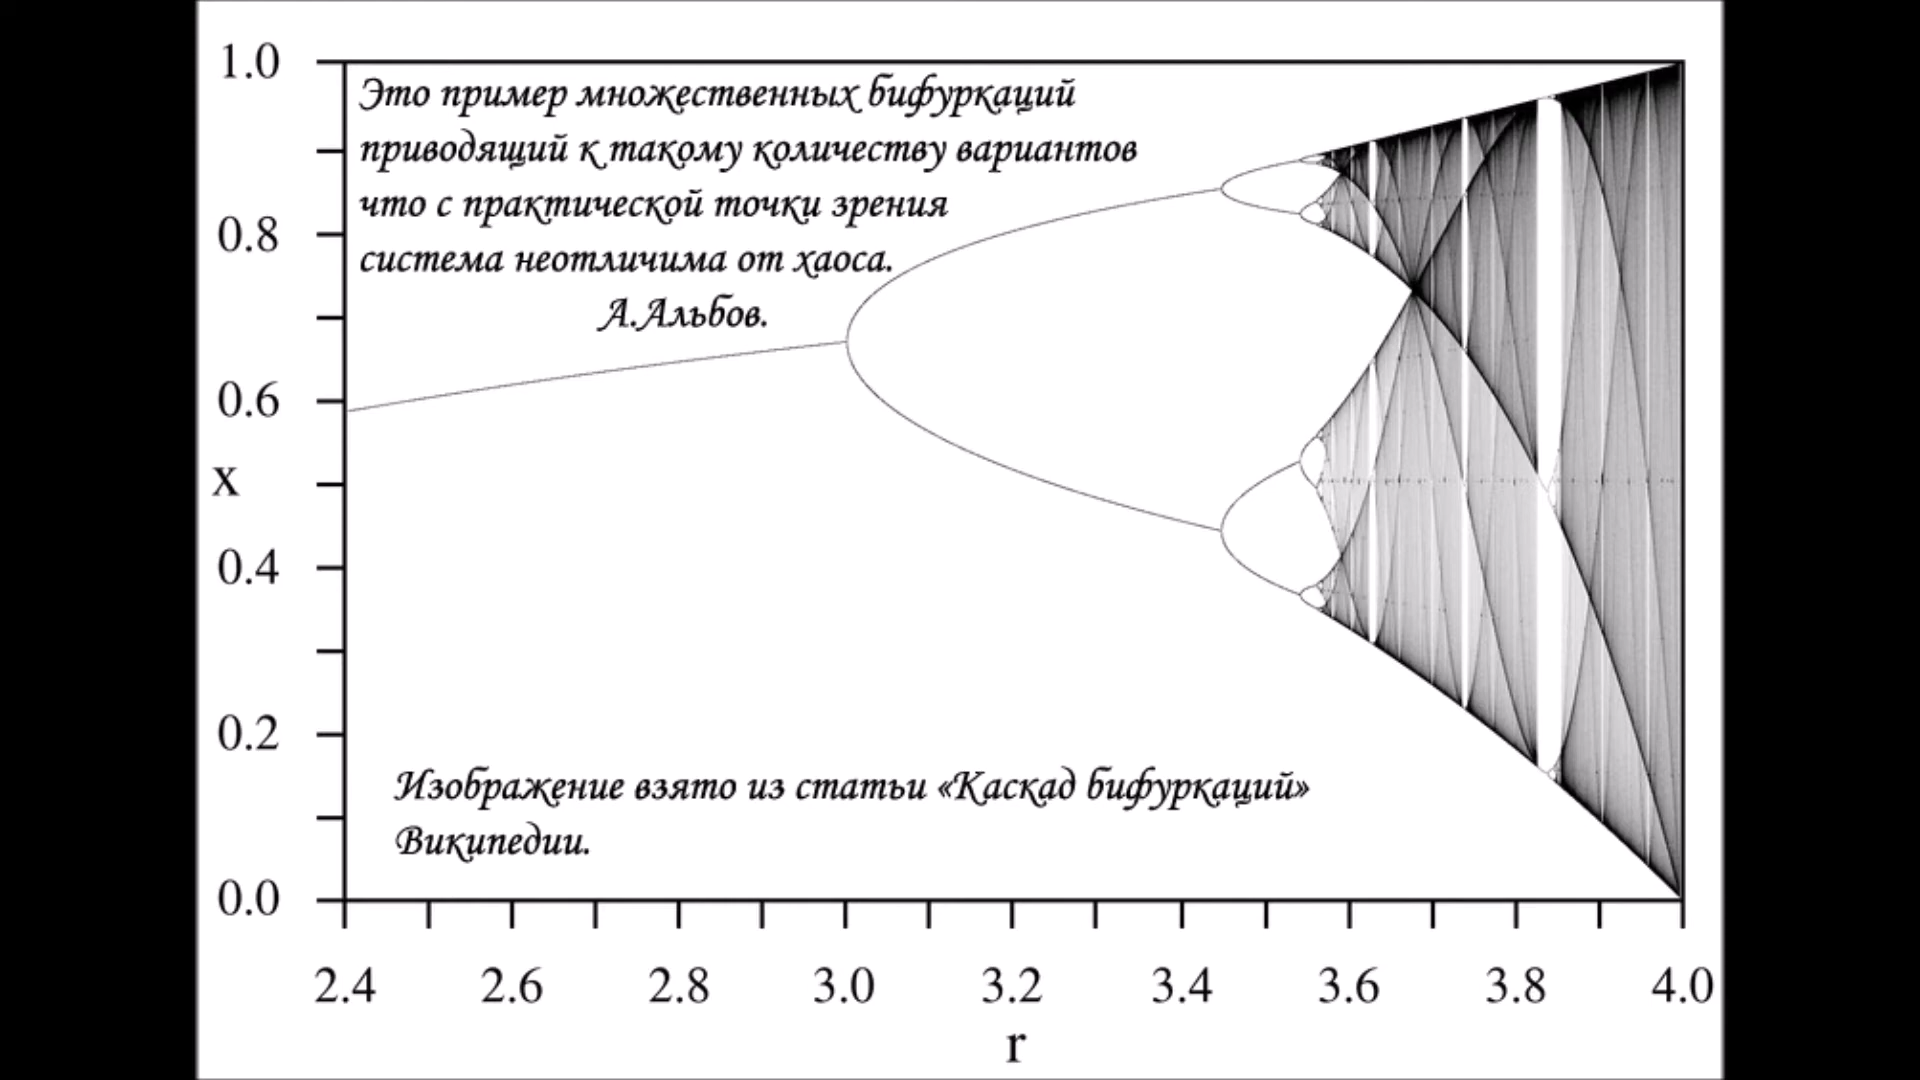 1.0
Это пример множественных бифуркаций
приводящий к такому количеству вариантов
что с практической точки зрения
система неотличима от хаоса.
А.Альбов.
0.8
0.6
x
0.4
0.2
Изображение взято из статьи «Каскад бифуркаций»
Википедии.
0.0
2.4 2.6 2.8 3.0 3.2 3.4 3.6 3.8 4.0
r